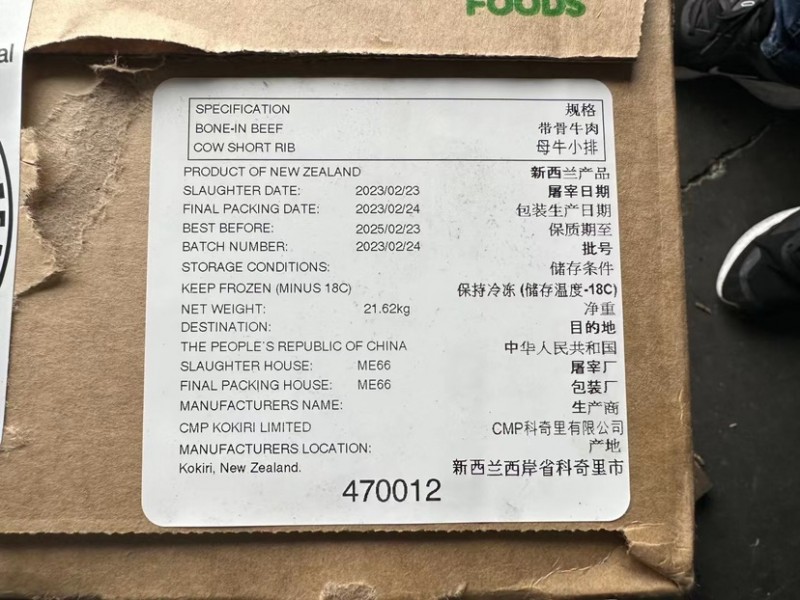 FOODS
al
SPECIFICATION 规格
BONE-IN BEEF 带骨牛肉
COW SHORT RIB 母牛小排
PRODUCT OF NEW ZEALAND 新西兰产品
SLAUGHTER DATE: 2023/02/23 屠宰日期
FINAL PACKING DATE: 2023/02/24 包装生产日期
BEST BEFORE: 2025/02/23 保质期至
BATCH NUMBER: 2023/02/24 批号
STORAGE CONDITIONS: 储存条件
KEEP FROZEN (MINUS 18C) 保持冷冻 (储存温度-18C)
NET WEIGHT: 21.62kg 净重
DESTINATION: 目的地
THE PEOPLE'S REPUBLIC OF CHINA 中华人民共和国
SLAUGHTER HOUSE: ME66 屠宰厂
FINAL PACKING HOUSE: ME66 包装厂
MANUFACTURERS NAME: 生产商
CMP KOKIRI LIMITED CMP科奇里有限公司
MANUFACTURERS LOCATION: 产地
Kokiri, New Zealand. 新西兰西岸省科奇里市
470012